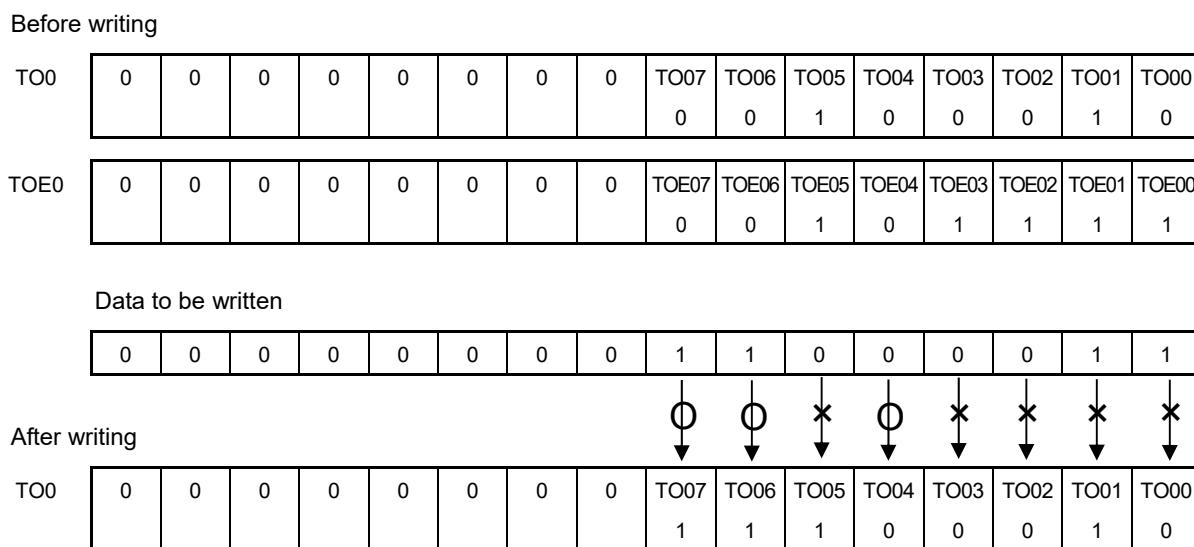 Before writing
TO0 0 0 0 0 0 0 0 0 TO07 TO06 TO05 TO04 TO03 TO02 TO01 TO00
0 0 1 0 0 0 1 0
TOE0 0 0 0 0 0 0 0 0 TOE07 TOE06 TOE05 TOE04 TOE03 TOE02 TOE01 TOE00
0 0 1 0 1 1 1 1
Data to be written
0 0 0 0 0 0 0 0 1 1 0 0 0 0 1 1
O O × O × × × ×
After writing
TO0 0 0 0 0 0 0 0 0 TO07 TO06 TO05 TO04 TO03 TO02 TO01 TO00
1 1 1 0 0 0 1 0